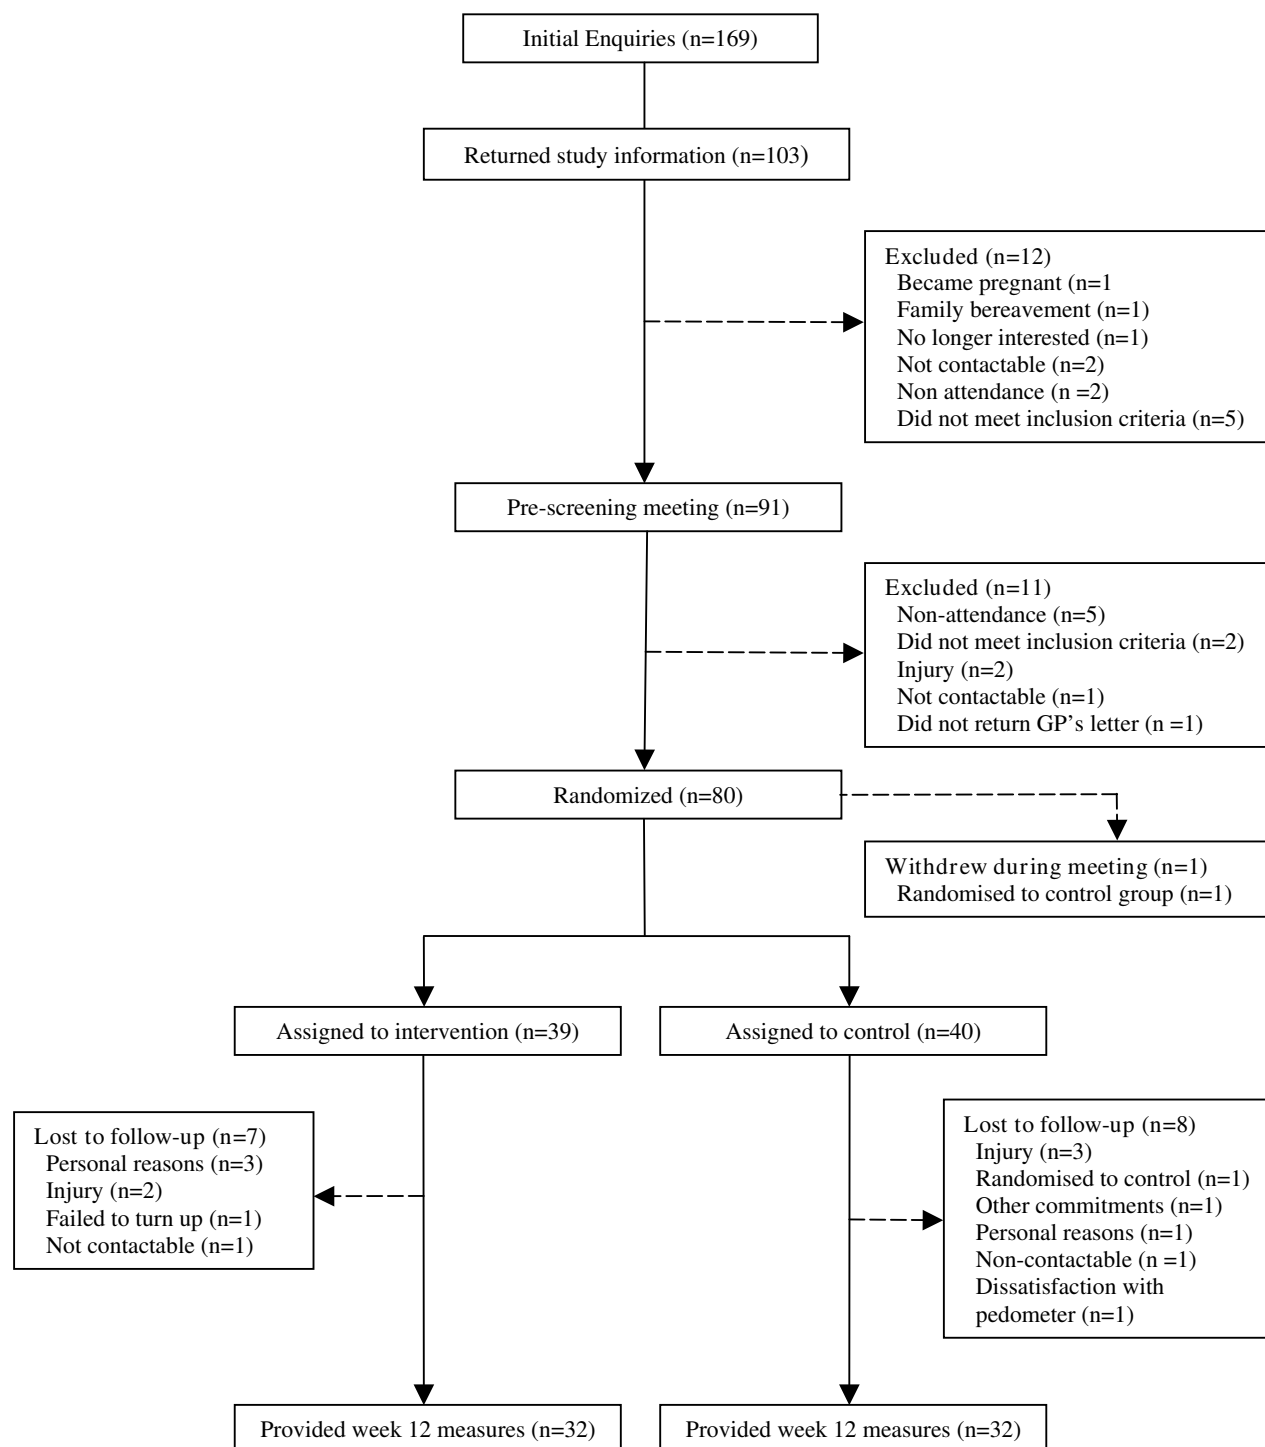 Initial Enquiries (n=169)
Returned study information (n=103)
Excluded (n=12)
Became pregnant (n=1
Family bereavement (n=1)
No longer interested (n=1)
Not contactable (n=2)
Non attendance (n =2)
Did not meet inclusion criteria (n=5)
Pre-screening meeting (n=91)
Excluded (n=11)
Non-attendance (n=5)
Did not meet inclusion criteria (n=2)
Injury (n=2)
Not contactable (n=1)
Did not return GP’s letter (n =1)
Randomized (n=80)
Withdrew during meeting (n=1)
Randomised to control group (n=1)
Assigned to intervention (n=39)
Assigned to control (n=40)
Lost to follow-up (n=7)
Personal reasons (n=3)
Injury (n=2)
Failed to turn up (n=1)
Not contactable (n=1)
Lost to follow-up (n=8)
Injury (n=3)
Randomised to control (n=1)
Other commitments (n=1)
Personal reasons (n=1)
Non-contactable (n =1)
Dissatisfaction with
pedometer (n=1)
Provided week 12 measures (n=32)
Provided week 12 measures (n=32)